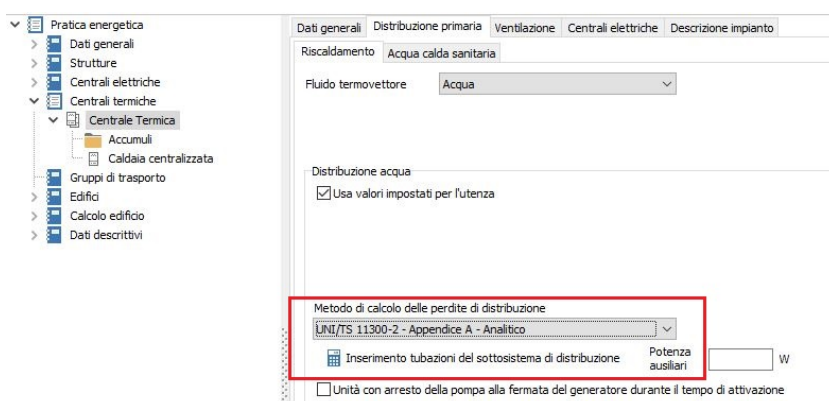 Pratica energetica
Dati generali
Strutture
Centrali elettriche
Centrali termiche
Centrale Termica
Accumuli
Caldaia centralizzata
Gruppi di trasporto
Edifici
Calcolo edificio
Dati descrittivi
Dati generali Distribuzione primaria Ventilazione Centrali elettriche Descrizione impianto
Riscaldamento Acqua calda sanitaria
Fluido termovettore Acqua
Distribuzione acqua
Usa valori impostati per l'utenza
Metodo di calcolo delle perdite di distribuzione
UNI/TS 11300-2 - Appendice A - Analitico
Inserimento tubazioni del sottosistema di distribuzione Potenza ausiliari W
Unità con arresto della pompa alla fermata del generatore durante il tempo di attivazione